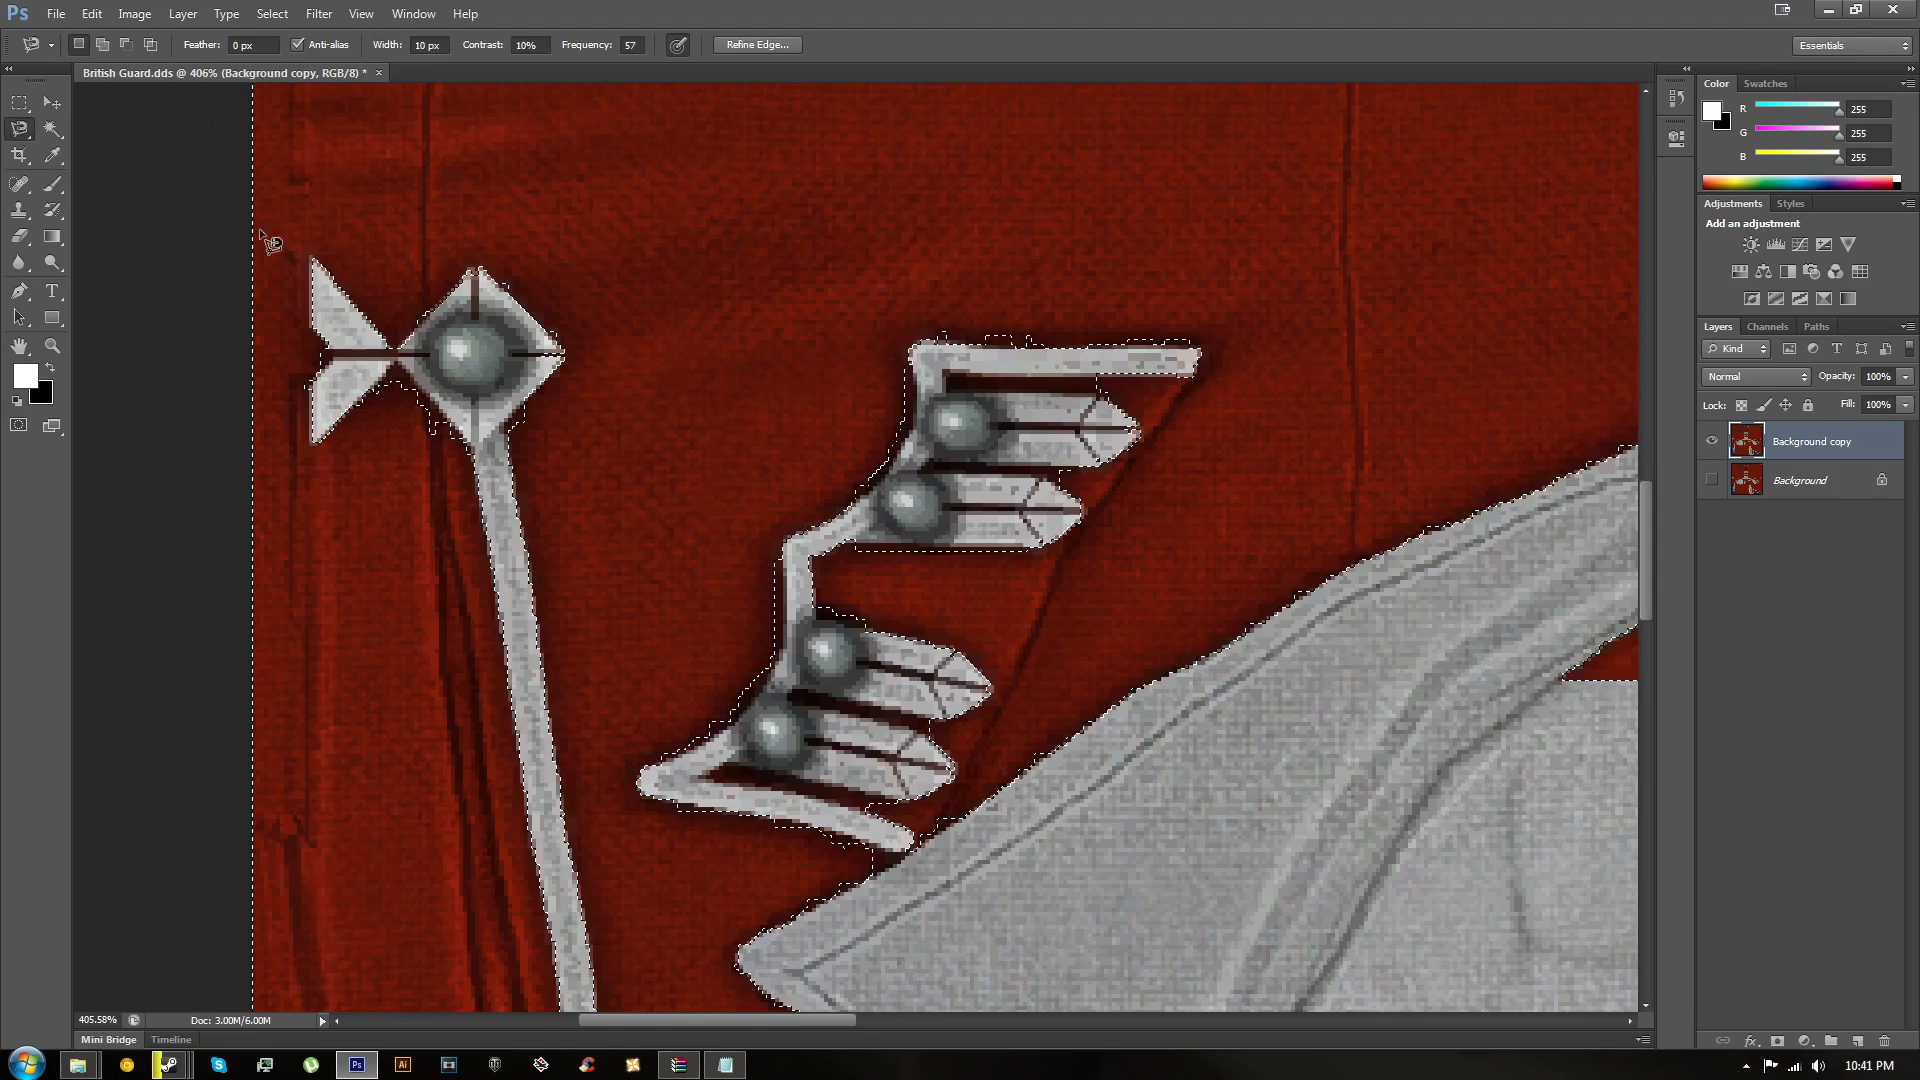 Ps File Edit Image Layer Type Select Filter Analysis View Window Help
Feather: 0 px Anti-alias Width: 10 px Contrast: 10% Frequency: 57 Refine Edge... Essentials
British Guard.dds @ 406% (Background copy, RGB/8) * ×
Color Swatches
R 255
G 255
B 255
Adjustments Styles
Add an adjustment
Layers Channels Paths
Kind
Normal Opacity: 100%
Lock: Fill: 100%
Background copy
Background
405.58% Doc: 3.00M/6.00M
Mini Bridge Timeline
Ps Ai 10:41 PM